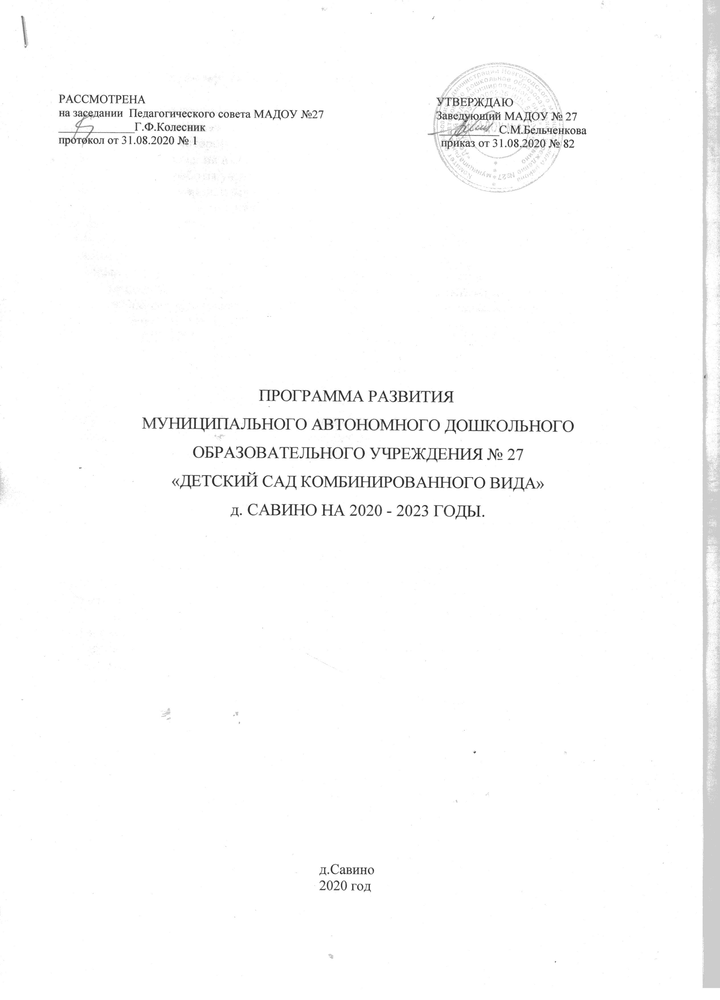 РАССМОТРЕНА
на заседании  Педагогического совета МАДОУ №27
_____________Г.Ф.Колесник
протокол от 31.08.2020 № 1
УТВЕРЖДАЮ
Заведующий МАДОУ № 27
__________С.М.Бельченкова
приказ от 31.08.2020 № 82
ПРОГРАММА РАЗВИТИЯ
МУНИЦИПАЛЬНОГО АВТОНОМНОГО ДОШКОЛЬНОГО
ОБРАЗОВАТЕЛЬНОГО УЧРЕЖДЕНИЯ № 27
«ДЕТСКИЙ САД КОМБИНИРОВАННОГО ВИДА»
д. САВИНО НА 2020 - 2023 ГОДЫ.
д.Савино
2020 год